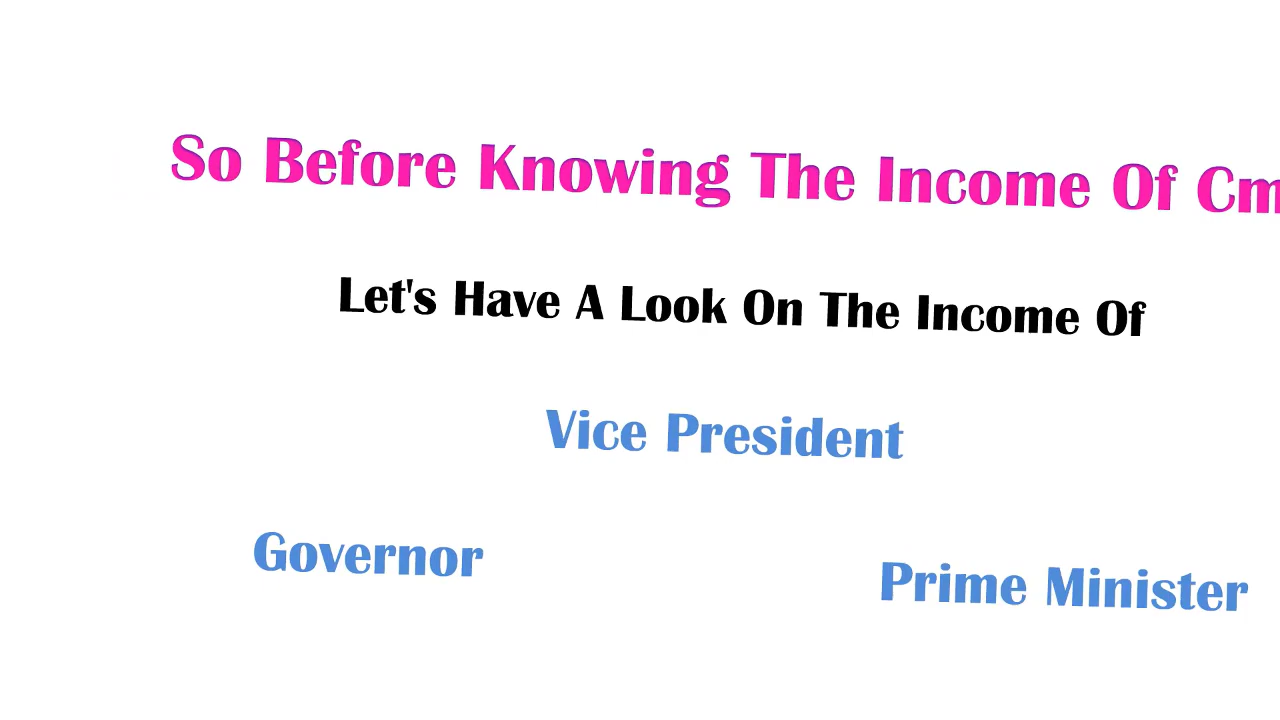 So Before Knowing The Income Of Cm
Let's Have A Look On The Income Of
Vice President
Governor
Prime Minister